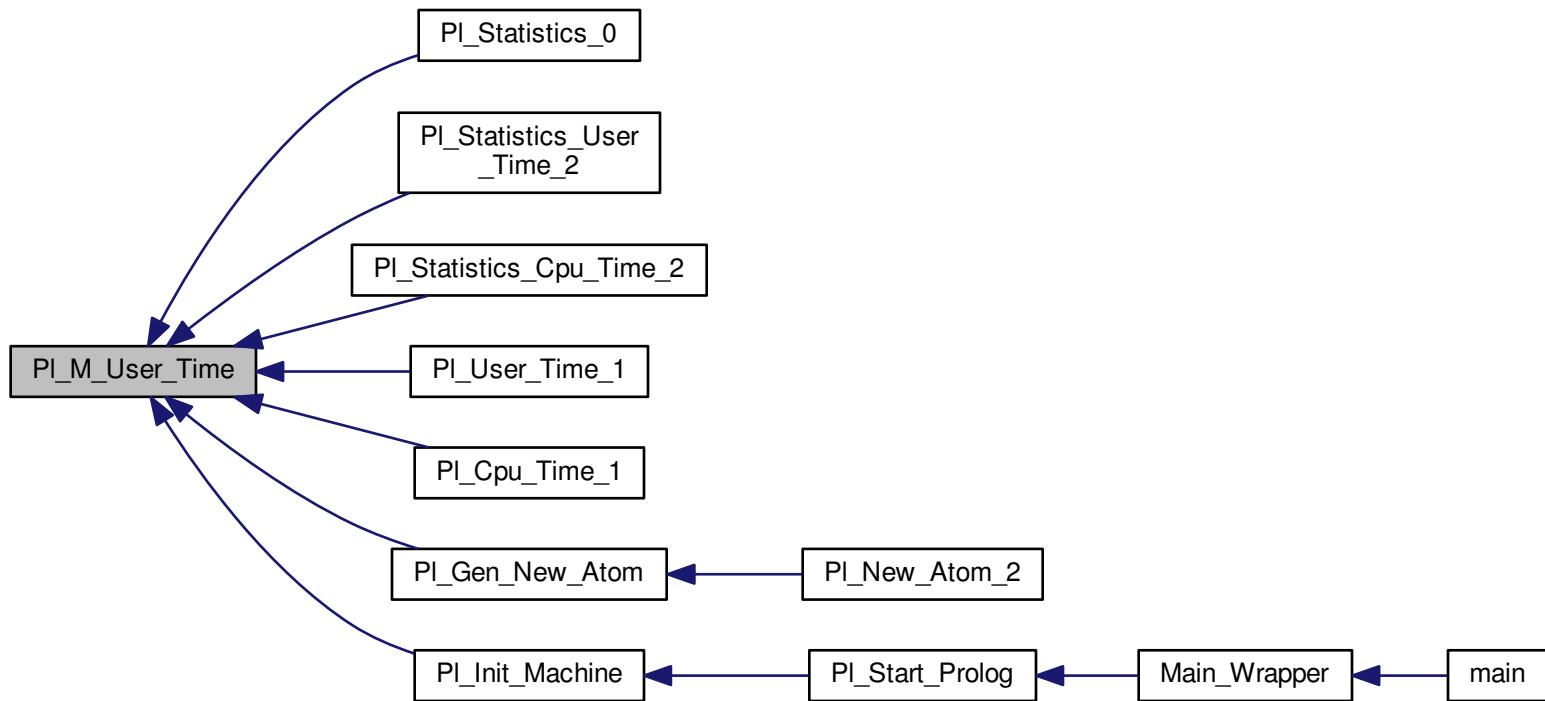 Pl_Statistics_0
Pl_Statistics_User
_Time_2
Pl_Statistics_Cpu_Time_2
Pl_M_User_Time
Pl_User_Time_1
Pl_Cpu_Time_1
Pl_Gen_New_Atom
Pl_New_Atom_2
Pl_Init_Machine
Pl_Start_Prolog
Main_Wrapper
main